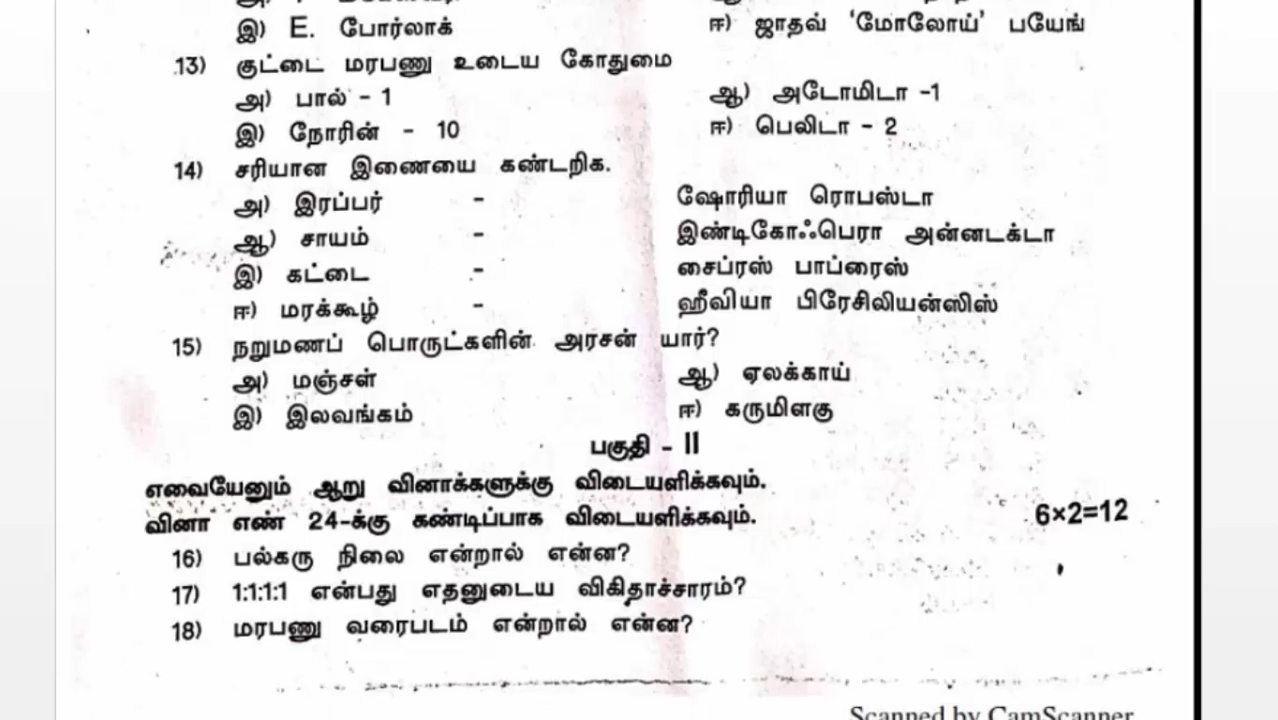 இ) E. போர்லாக் ஈ) ஜாதவ் 'மோலோய்' பயேங்
13) குட்டை மரபணு உடைய கோதுமை
அ) பால் - 1 ஆ) அடோமிடா -1
இ) நோரின் - 10 ஈ) பெலிடா - 2
14) சரியான இணையை கண்டறிக.
அ) இரப்பர் - ஷோரியா ரொபஸ்டா
ஆ) சாயம் - இண்டிகோஃபெரா அன்னடக்டா
இ) கட்டை - சைப்ரஸ் பாப்ரைஸ்
ஈ) மரக்கூழ் - ஹீவியா பிரேசிலியன்ஸிஸ்
15) நறுமணப் பொருட்களின் அரசன் யார்?
அ) மஞ்சள் ஆ) ஏலக்காய்
இ) இலவங்கம் ஈ) கருமிளகு
பகுதி - II
எவையேனும் ஆறு வினாக்களுக்கு விடையளிக்கவும்.
வினா எண் 24-க்கு கண்டிப்பாக விடையளிக்கவும். 6×2=12
16) பல்கரு நிலை என்றால் என்ன?
17) 1:1:1:1 என்பது எதனுடைய விகிதாச்சாரம்?
18) மரபணு வரைபடம் என்றால் என்ன?
Scanned by CamScanner